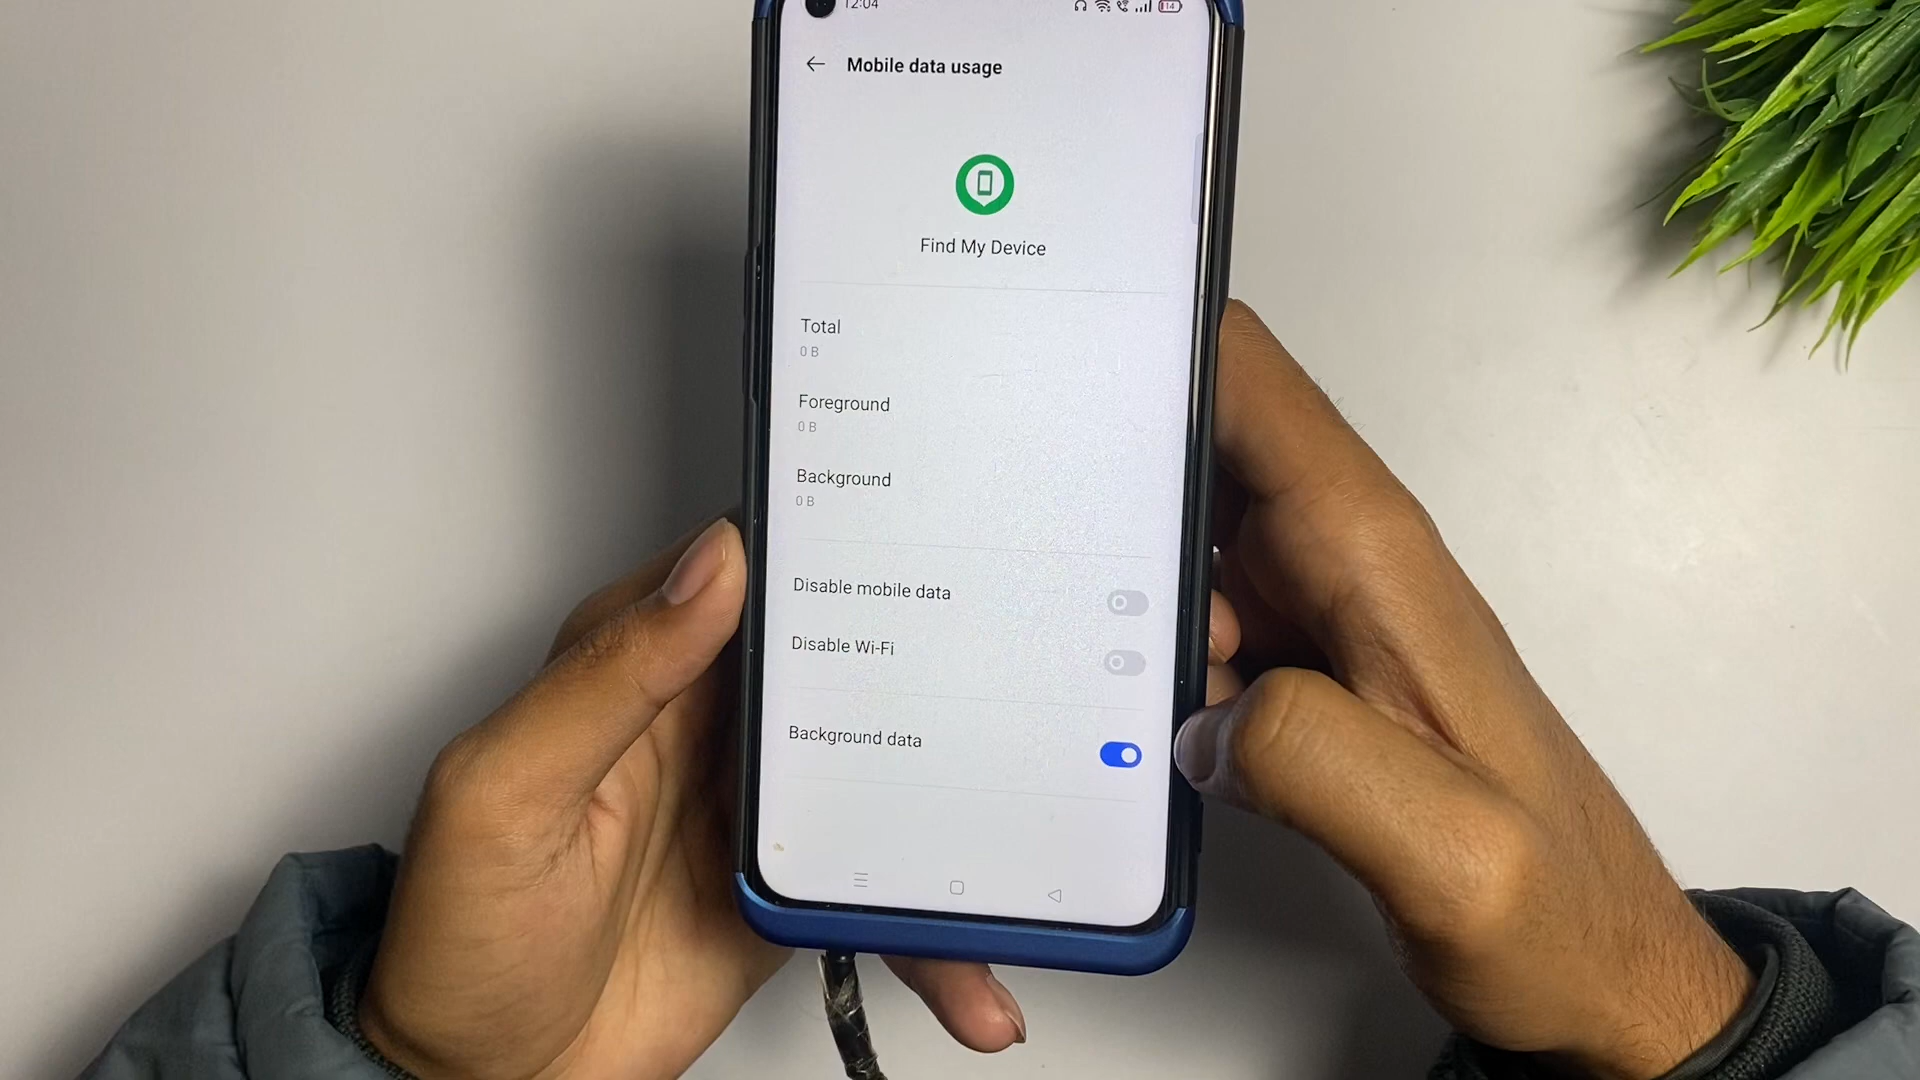 12:04
14
Mobile data usage
Find My Device
Total
0 B
Foreground
0 B
Background
0 B
Disable mobile data
Disable Wi-Fi
Background data